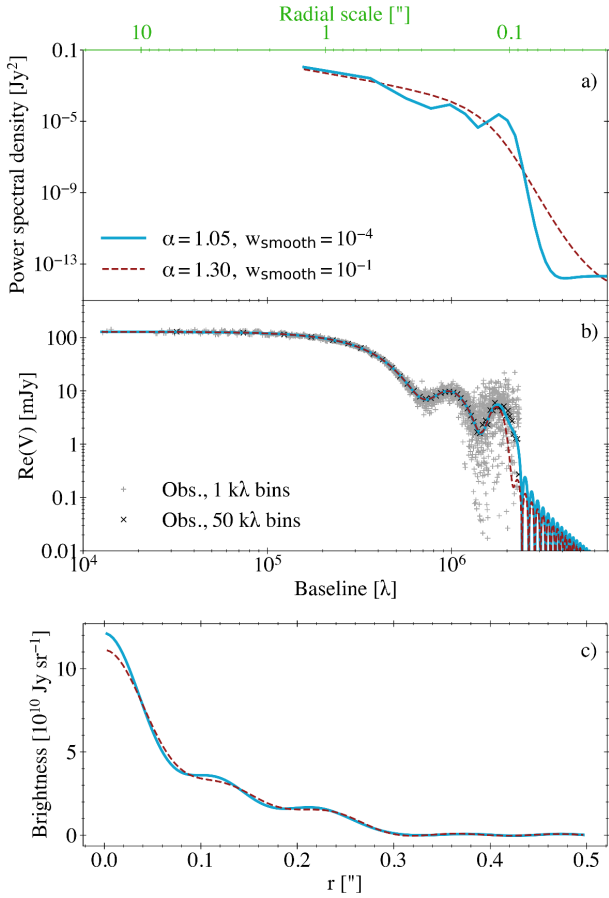 Radial scale ["]
10 1 0.1
0.1
10⁻⁵
10⁻⁹
10⁻¹³
Power spectral density [Jy²]
a)
α = 1.05, wsmooth = 10⁻⁴
α = 1.30, wsmooth = 10⁻¹
b)
100
10
1
0.1
0.01
Re(V) [mJy]
Obs., 1 kλ bins
Obs., 50 kλ bins
10⁴ 10⁵ 10⁶
Baseline [λ]
c)
10
5
0
Brightness [10¹⁰ Jy sr⁻¹]
0.0 0.1 0.2 0.3 0.4 0.5
r ["]